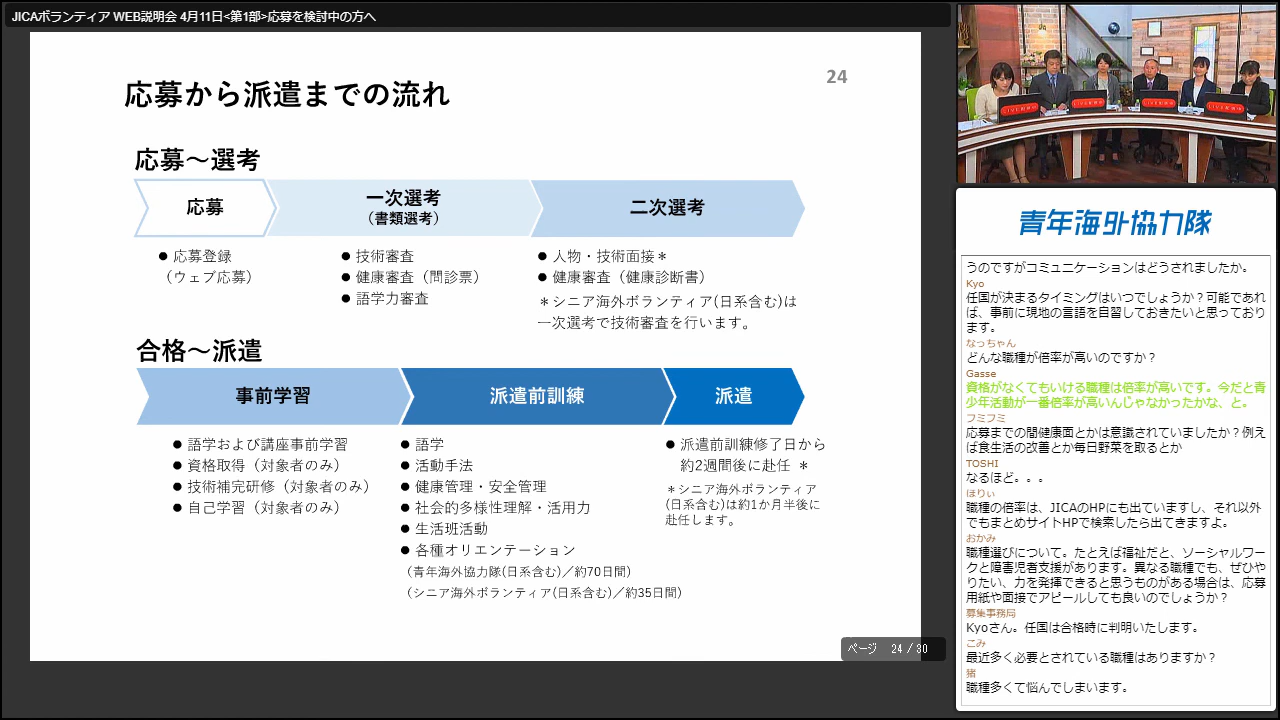 JICAボランティア WEB説明会 4月11日<第1部>応募を検討中の方へ
24
応募から派遣までの流れ
応募～選考
応募
一次選考
（書類選考）
二次選考
● 応募登録
（ウェブ応募）
● 技術審査
● 健康審査（問診票）
● 語学力審査
● 人物・技術面接＊
● 健康審査（健康診断書）
＊シニア海外ボランティア(日系含む)は
一次選考で技術審査を行います。
合格～派遣
事前学習
派遣前訓練
派遣
● 語学および講座事前学習
● 資格取得（対象者のみ）
● 技術補完研修（対象者のみ）
● 自己学習（対象者のみ）
● 語学
● 活動手法
● 健康管理・安全管理
● 社会的多様性理解・活用力
● 生活班活動
● 各種オリエンテーション
（青年海外協力隊(日系含む)／約70日間）
（シニア海外ボランティア(日系含む)／約35日間）
● 派遣前訓練修了日から
約2週間後に赴任 ＊
＊シニア海外ボランティア
(日系含む)は約1か月半後に
赴任します。
ページ 24 / 30
青年海外協力隊
うのですがコミュニケーションはどうされましたか。
Kyo
任国が決まるタイミングはいつでしょうか？可能であれ
ば、事前に現地の言語を自習しておきたいと思っており
ます。
なっちゃん
どんな職種が倍率が高いのですか？
Gasse
資格がなくてもいける職種は倍率が高いです。今だと青
少年活動が一番倍率が高いんじゃなかったかな、と。
フミフミ
応募までの間健康面とかは意識されていましたか？例え
ば食生活の改善とか毎日野菜を取るとか
TOSHI
なるほど。。。
ほりぃ
職種の倍率は、JICAのHPにも出ていますし、それ以外
でもまとめサイトHPで検索したら出てきますよ。
おかみ
職種選びについて。たとえば福祉だと、ソーシャルワー
クと障害児者支援があります。異なる職種でも、ぜひや
りたい、力を発揮できると思うものがある場合は、応募
用紙や面接でアピールしても良いのでしょうか？
募集事務局
Kyoさん。任国は合格時に判明いたします。
こみ
最近多く必要とされている職種はありますか？
猪
職種多くて悩んでしまいます。